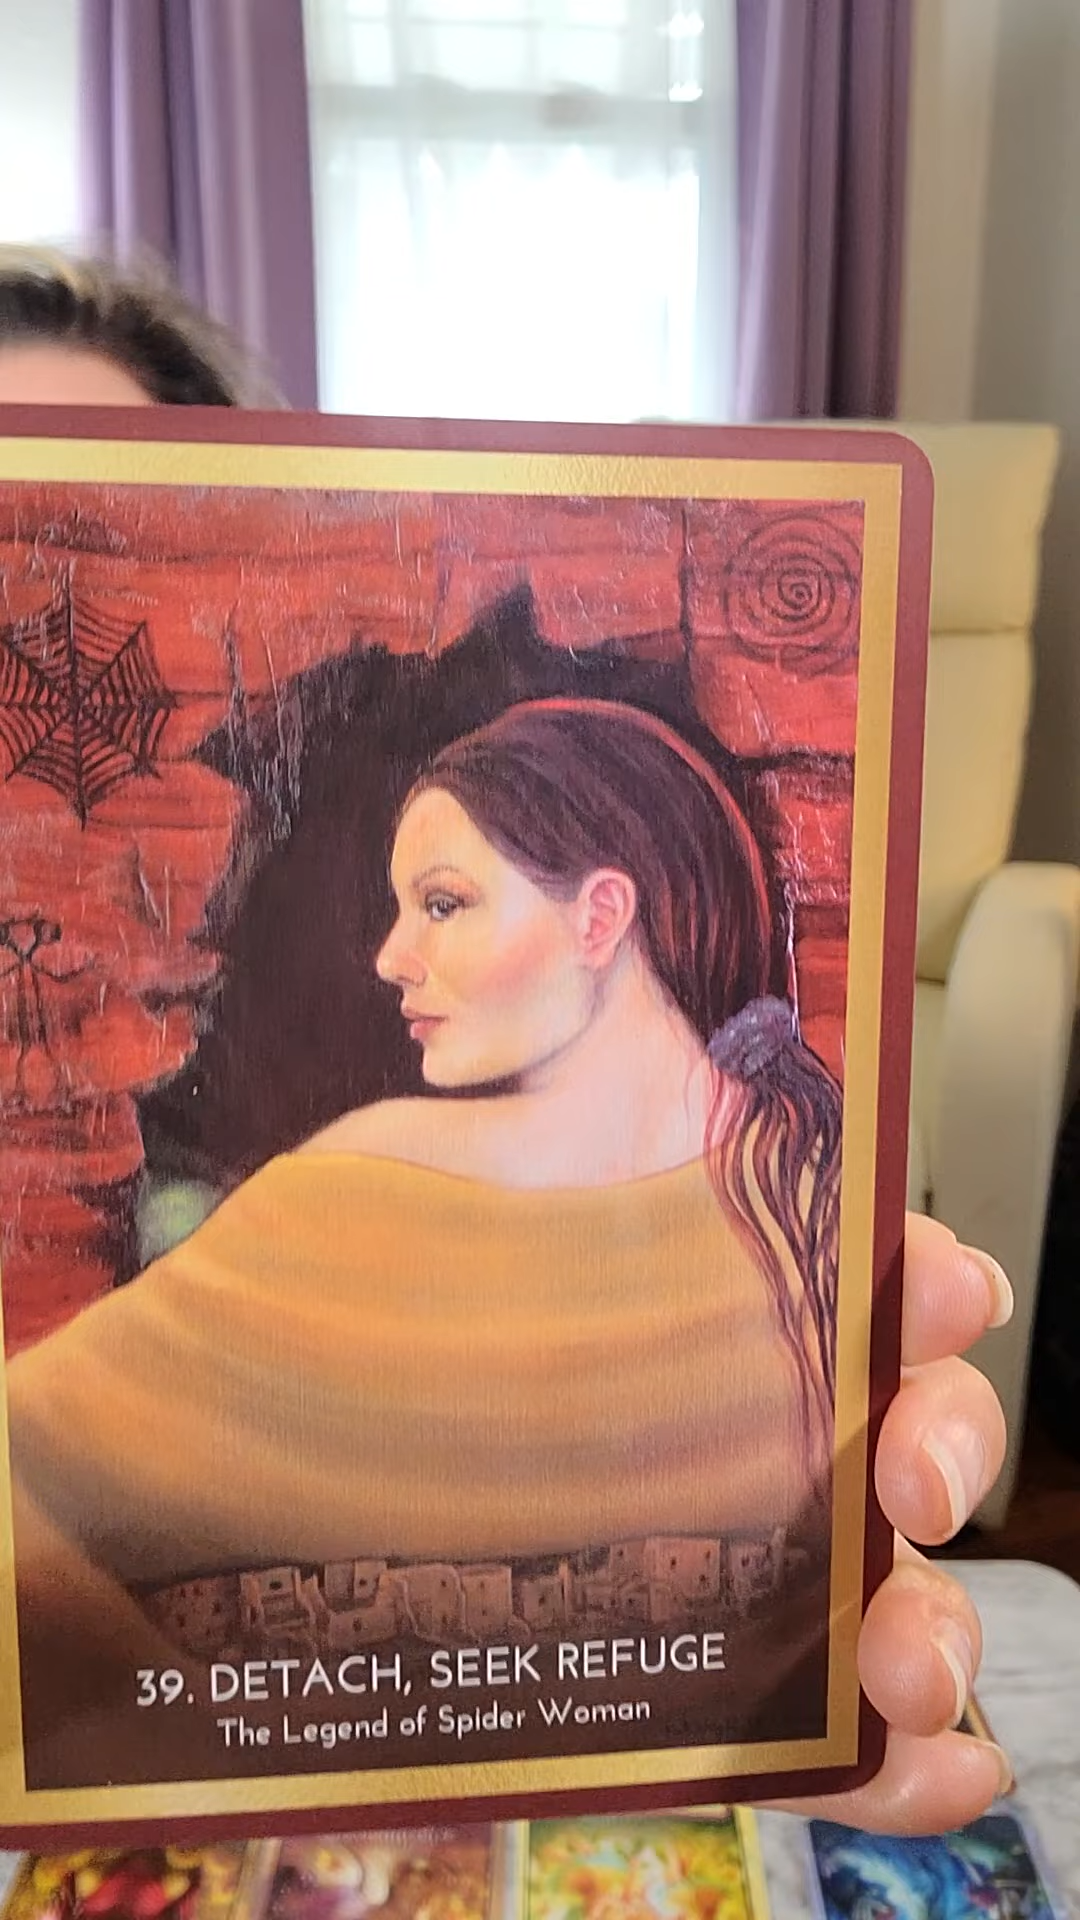 39. DETACH, SEEK REFUGE
The Legend of Spider Woman